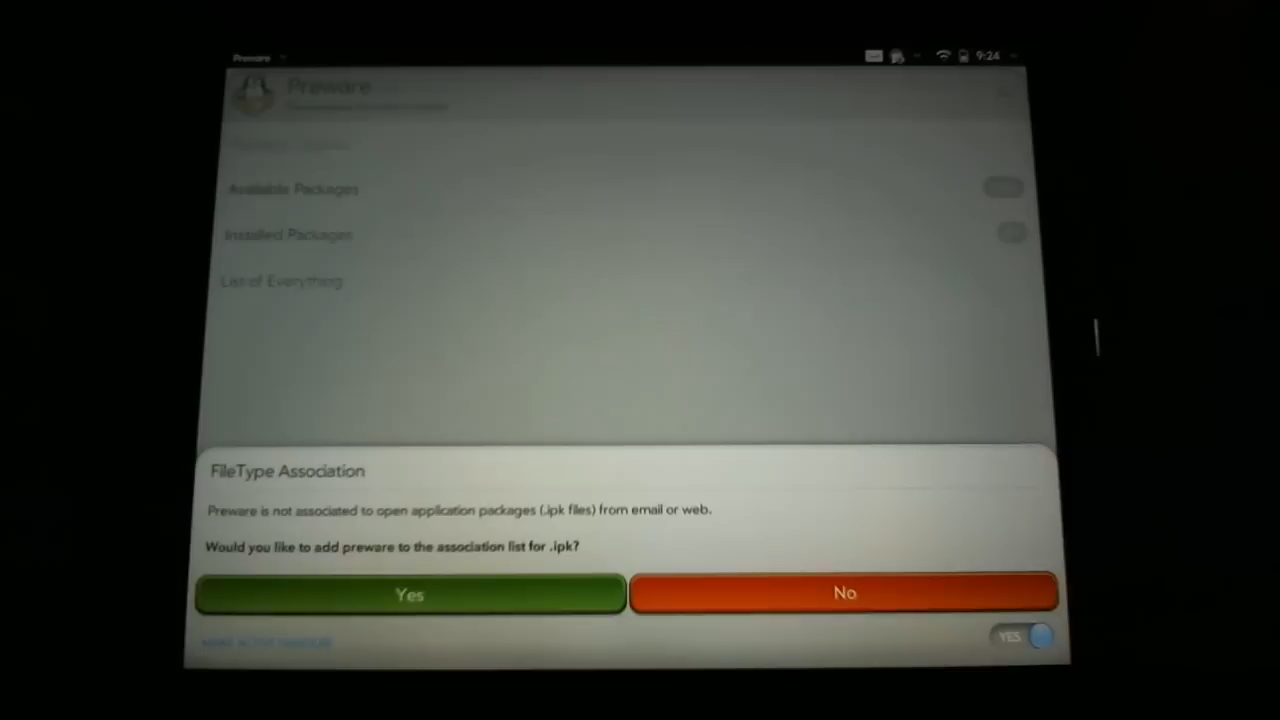 Preware
9:24
Preware
Available Packages
Installed Packages
List of Everything
FileType Association
Preware is not associated to open application packages (.ipk files) from email or web.
Would you like to add preware to the association list for .ipk?
Yes
No
YES